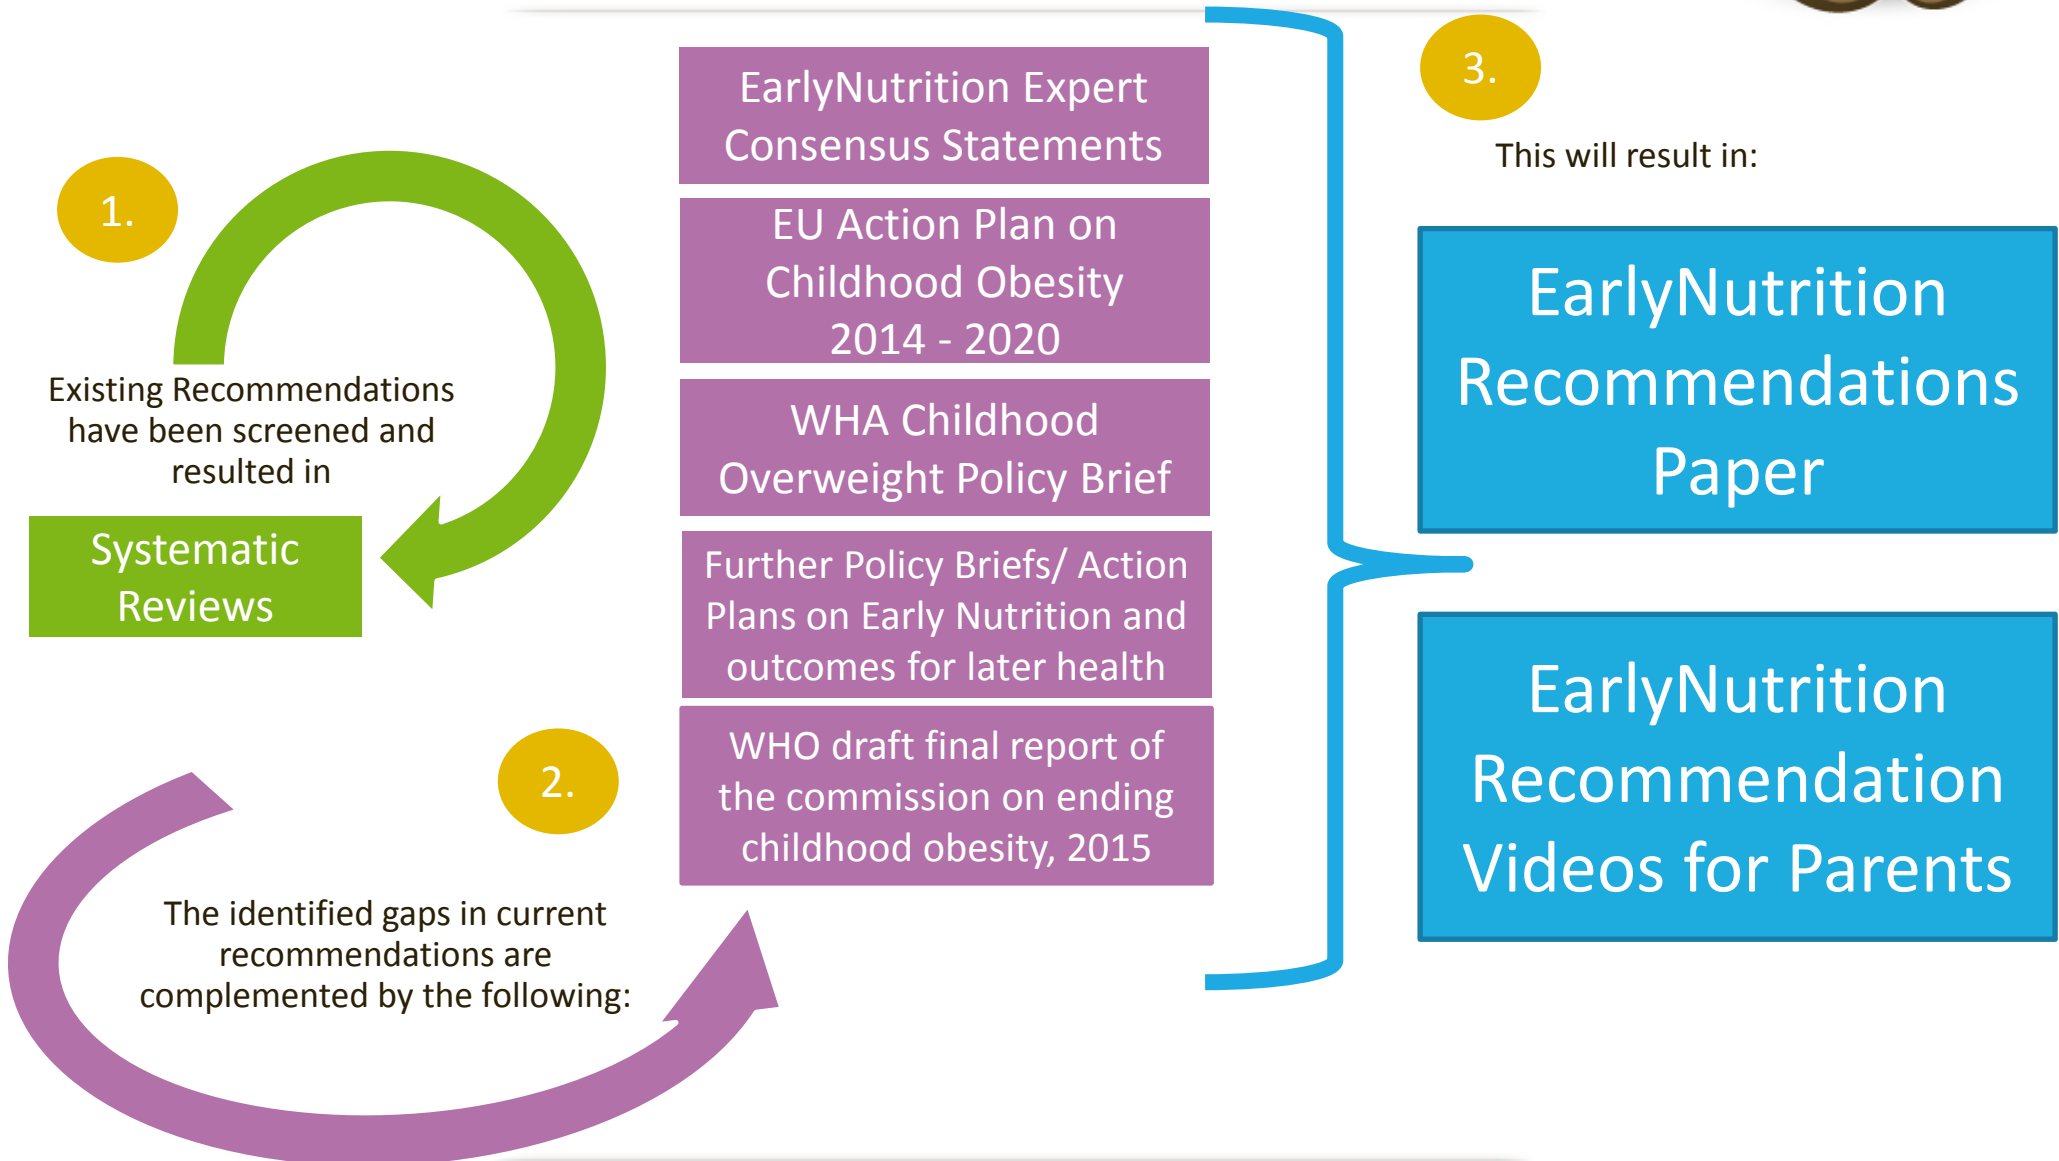 1.
Existing Recommendations
have been screened and
resulted in
Systematic
Reviews
2.
The identified gaps in current
recommendations are
complemented by the following:
EarlyNutrition Expert
Consensus Statements
EU Action Plan on
Childhood Obesity
2014 - 2020
WHA Childhood
Overweight Policy Brief
Further Policy Briefs/ Action
Plans on Early Nutrition and
outcomes for later health
WHO draft final report of
the commission on ending
childhood obesity, 2015
3.
This will result in:
EarlyNutrition
Recommendations
Paper
EarlyNutrition
Recommendation
Videos for Parents